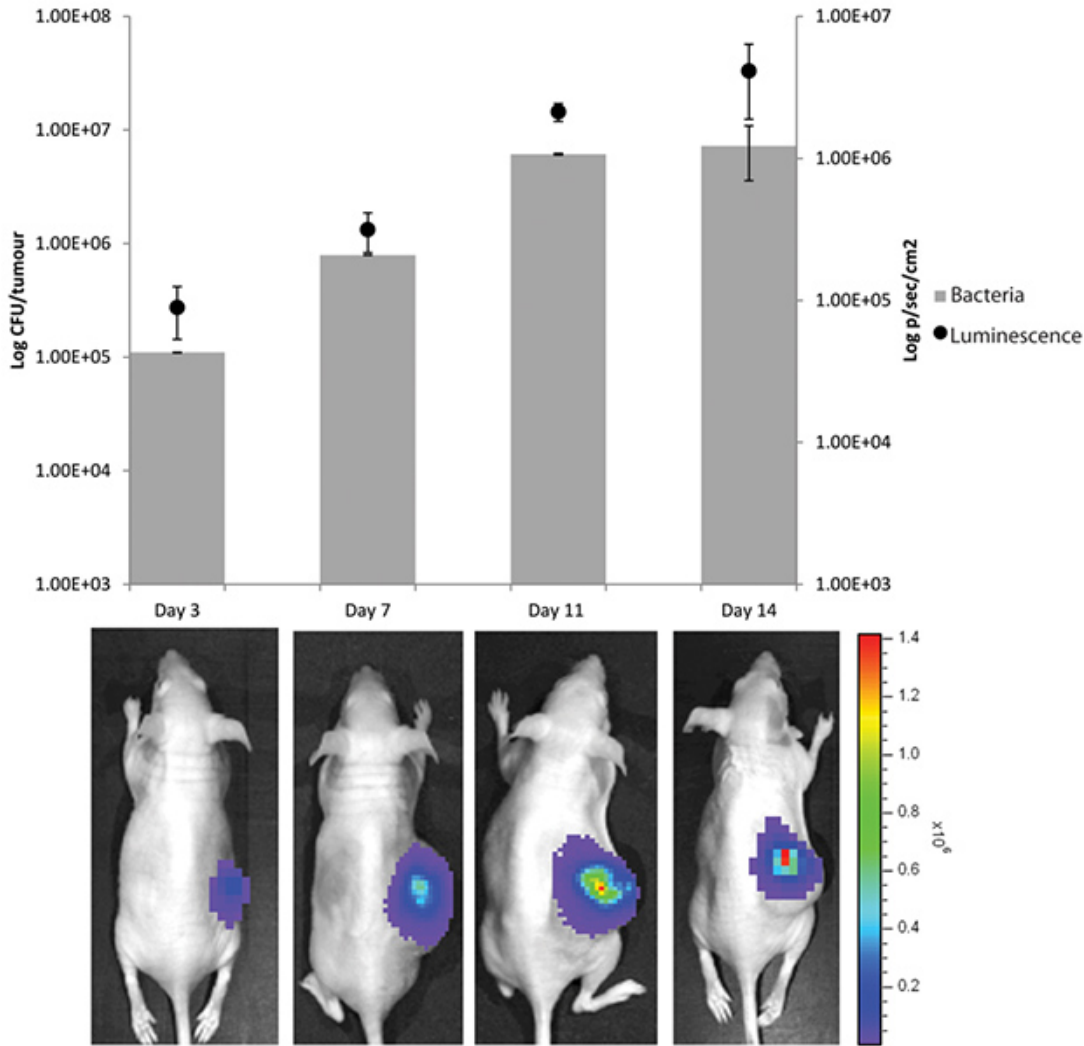 1.00E+08
1.00E+07
1.00E+06
1.00E+05
1.00E+04
1.00E+03
Log CFU/tumour
1.00E+07
1.00E+06
1.00E+05
1.00E+04
1.00E+03
Log p/sec/cm2
Bacteria
Luminescence
Day 3
Day 7
Day 11
Day 14
1.4
1.2
1.0
0.8
0.6
0.4
0.2
x10⁶